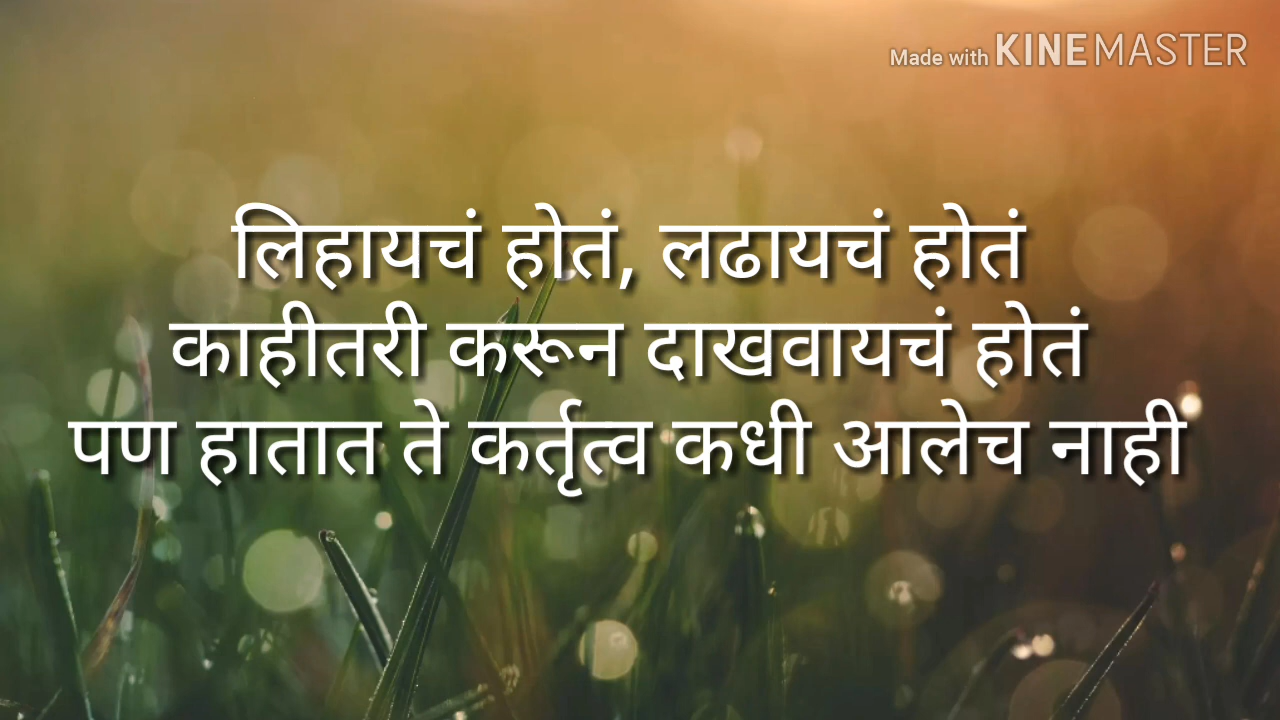 Made with KINEMASTER
लिहायचं होतं, लढायचं होतं
काहीतरी करून दाखवायचं होतं
पण हातात ते कर्तृत्व कधी आलेच नाही